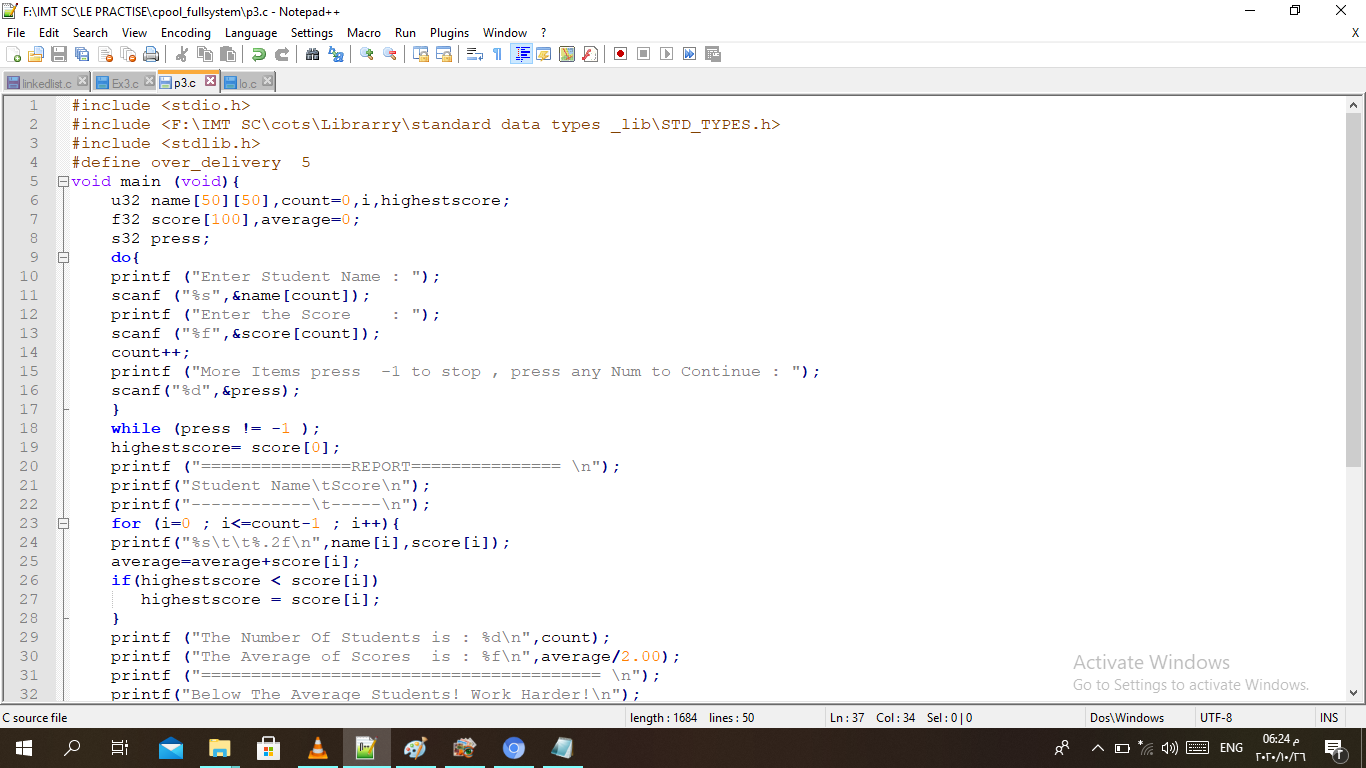 F:\IMT SC\LE PRACTISE\cpool_fullsystem\p3.c - Notepad++
File Edit Search View Encoding Language Settings Macro Run Plugins Window ? X
linkedlist.c Ex3.c p3.c lo.c
1 #include <stdio.h>
2 #include <F:\IMT SC\cots\Librarry\standard data types _lib\STD_TYPES.h>
3 #include <stdlib.h>
4 #define over_delivery  5
5 void main (void){
6 u32 name[50][50],count=0,i,highestscore;
7 f32 score[100],average=0;
8 s32 press;
9 do{
10 printf ("Enter Student Name : ");
11 scanf ("%s",&name[count]);
12 printf ("Enter the Score    : ");
13 scanf ("%f",&score[count]);
14 count++;
15 printf ("More Items press  -1 to stop , press any Num to Continue : ");
16 scanf("%d",&press);
17 }
18 while (press != -1 );
19 highestscore= score[0];
20 printf ("===============REPORT=============== \n");
21 printf("Student Name\tScore\n");
22 printf("------------\t-----\n");
23 for (i=0 ; i<=count-1 ; i++){
24 printf("%s\t\t%.2f\n",name[i],score[i]);
25 average=average+score[i];
26 if(highestscore < score[i])
27 highestscore = score[i];
28 }
29 printf ("The Number Of Students is : %d\n",count);
30 printf ("The Average of Scores  is : %f\n",average/2.00);
31 printf ("======================================== \n");
32 printf("Below The Average Students! Work Harder!\n");
Activate Windows
Go to Settings to activate Windows.
C source file length : 1684 lines : 50 Ln : 37 Col : 34 Sel : 0 | 0 Dos\Windows UTF-8 INS
ENG 06:24 م
٢٠٢٠/١٠/٢٦